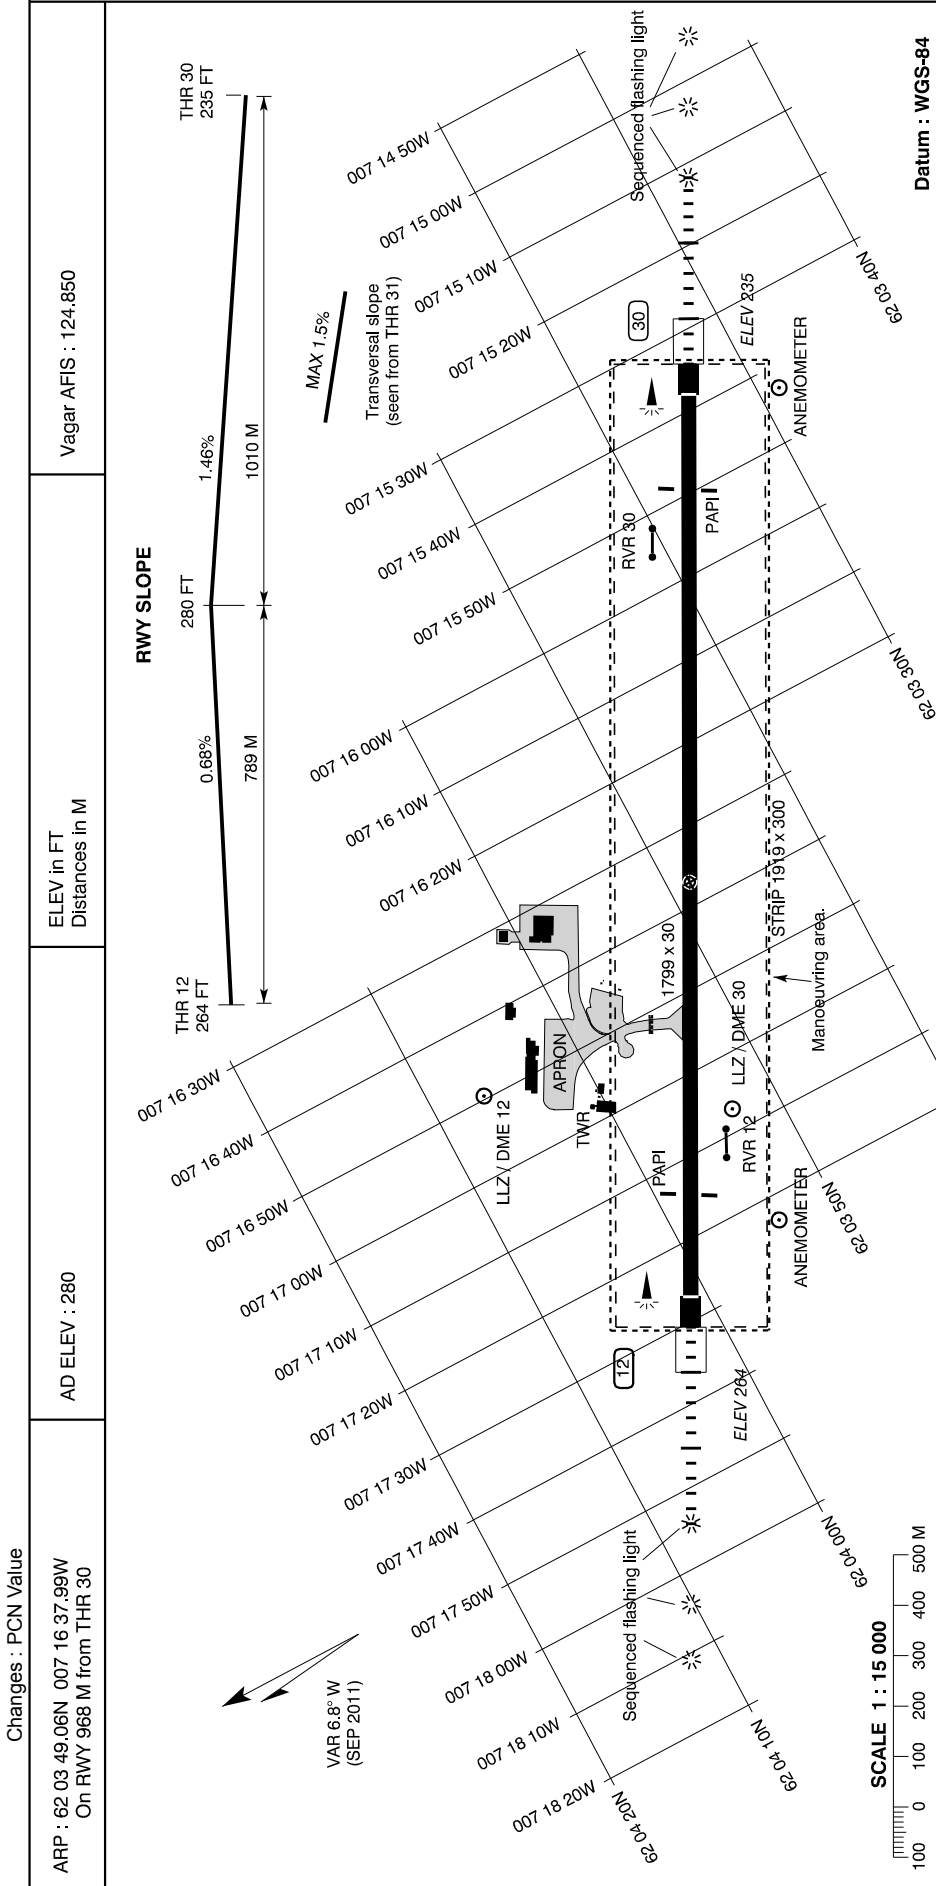 Changes : PCN Value
ARP : 62 03 49.06N 007 16 37.99W
On RWY 968 M from THR 30
AD ELEV : 280
ELEV in FT
Distances in M
Vagar AFIS : 124.850
RWY SLOPE
THR 12
264 FT
0.68%
789 M
280 FT
1.46%
1010 M
THR 30
235 FT
MAX 1.5%
Transversal slope
(seen from THR 31)
VAR 6.8° W
(SEP 2011)
007 18 20W
007 18 10W
007 18 00W
007 17 50W
007 17 40W
007 17 30W
007 17 20W
007 17 10W
007 17 00W
007 16 50W
007 16 40W
007 16 30W
007 16 20W
007 16 10W
007 16 00W
007 15 50W
007 15 40W
007 15 30W
007 15 20W
007 15 10W
007 15 00W
007 14 50W
LLZ / DME 12
TWR
APRON
Sequenced flashing light
12
PAPI
1799 x 30
RVR 30
30
Sequenced flashing light
ELEV 264
RVR 12
LLZ / DME 30
PAPI
ELEV 235
ANEMOMETER
Manoeuvring area.
STRIP 1919 x 300
ANEMOMETER
62 04 20N
62 04 10N
62 04 00N
62 03 50N
62 03 30N
62 03 40N
SCALE 1 : 15 000
100 0 100 200 300 400 500 M
Datum : WGS-84